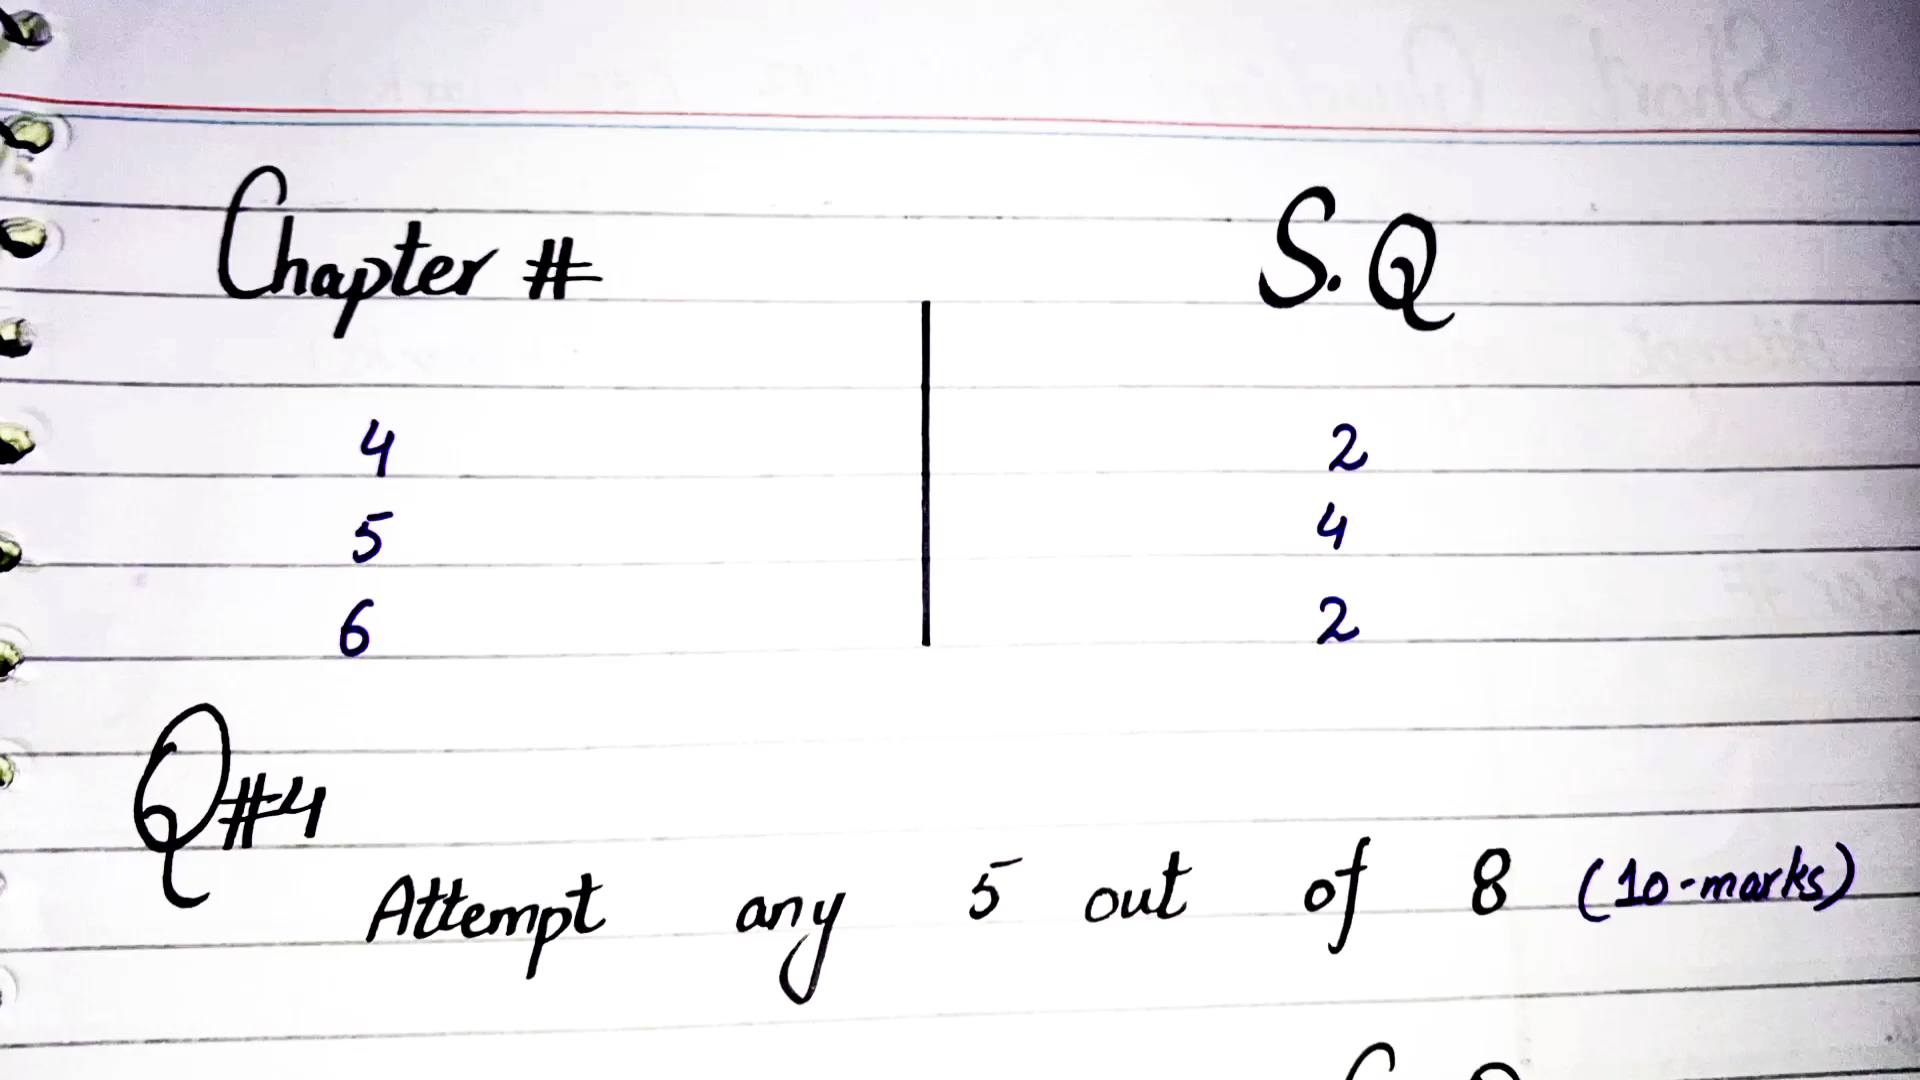 Chapter # S.Q
4 2
5 4
6 2
Q#4
Attempt any 5 out of 8 (10-marks)